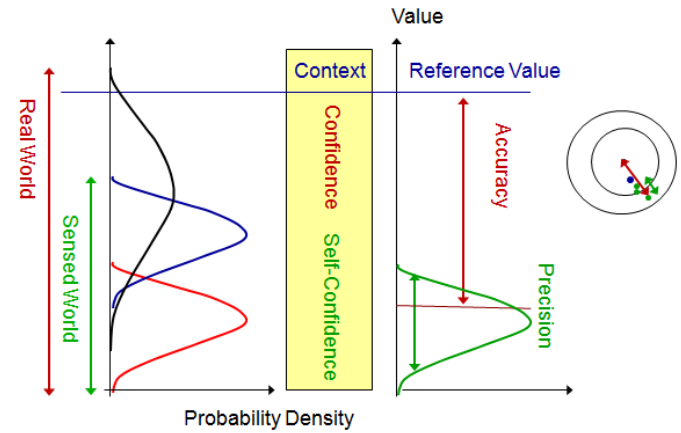 Value
Context
Reference Value
Real World
Sensed World
Confidence
Self-Confidence
Accuracy
Precision
Probability Density